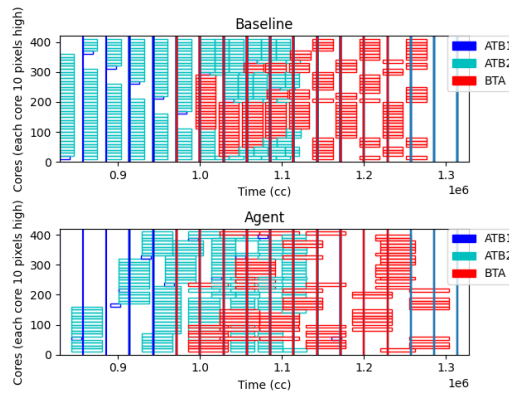 Baseline
Cores (each core 10 pixels high)
400
300
200
100
0
ATB1
ATB2
BTA
0.9 1.0 1.1 1.2 1.3
1e6
Time (cc)
Agent
Cores (each core 10 pixels high)
400
300
200
100
0
ATB1
ATB2
BTA
0.9 1.0 1.1 1.2 1.3
1e6
Time (cc)